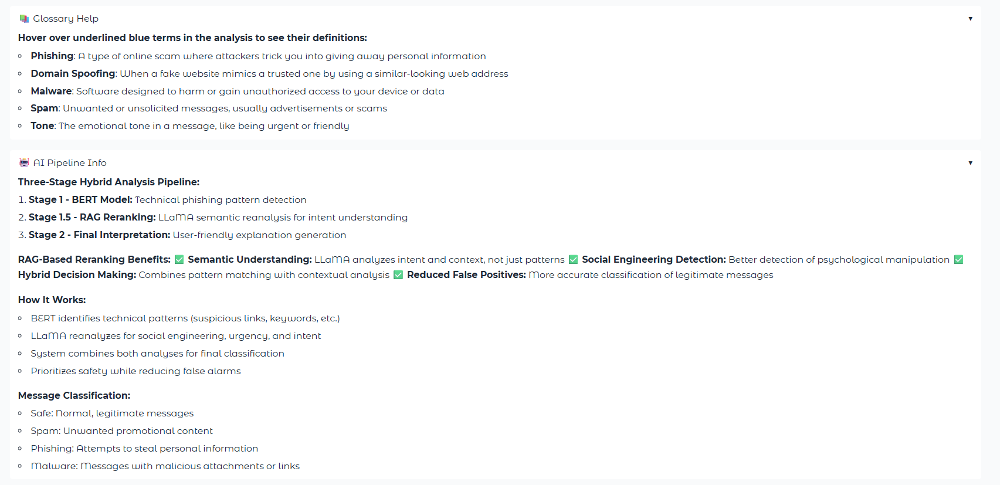 📚 Glossary Help ▼
Hover over underlined blue terms in the analysis to see their definitions:
Phishing: A type of online scam where attackers trick you into giving away personal information
Domain Spoofing: When a fake website mimics a trusted one by using a similar-looking web address
Malware: Software designed to harm or gain unauthorized access to your device or data
Spam: Unwanted or unsolicited messages, usually advertisements or scams
Tone: The emotional tone in a message, like being urgent or friendly
🤖 AI Pipeline Info ▼
Three-Stage Hybrid Analysis Pipeline:
1. Stage 1 - BERT Model: Technical phishing pattern detection
2. Stage 1.5 - RAG Reranking: LLaMA semantic reanalysis for intent understanding
3. Stage 2 - Final Interpretation: User-friendly explanation generation
RAG-Based Reranking Benefits: ✅ Semantic Understanding: LLaMA analyzes intent and context, not just patterns ✅ Social Engineering Detection: Better detection of psychological manipulation ✅
Hybrid Decision Making: Combines pattern matching with contextual analysis ✅ Reduced False Positives: More accurate classification of legitimate messages
How It Works:
BERT identifies technical patterns (suspicious links, keywords, etc.)
LLaMA reanalyzes for social engineering, urgency, and intent
System combines both analyses for final classification
Prioritizes safety while reducing false alarms
Message Classification:
Safe: Normal, legitimate messages
Spam: Unwanted promotional content
Phishing: Attempts to steal personal information
Malware: Messages with malicious attachments or links